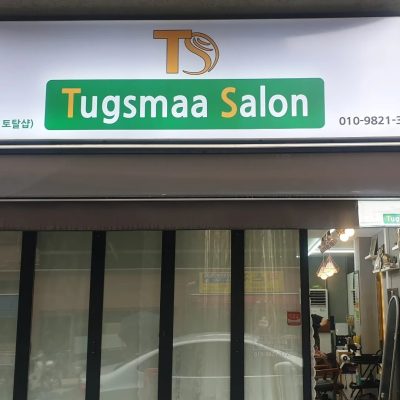 TS
Tugsmaa Salon
토탈샵)
010-9821-3
Tug